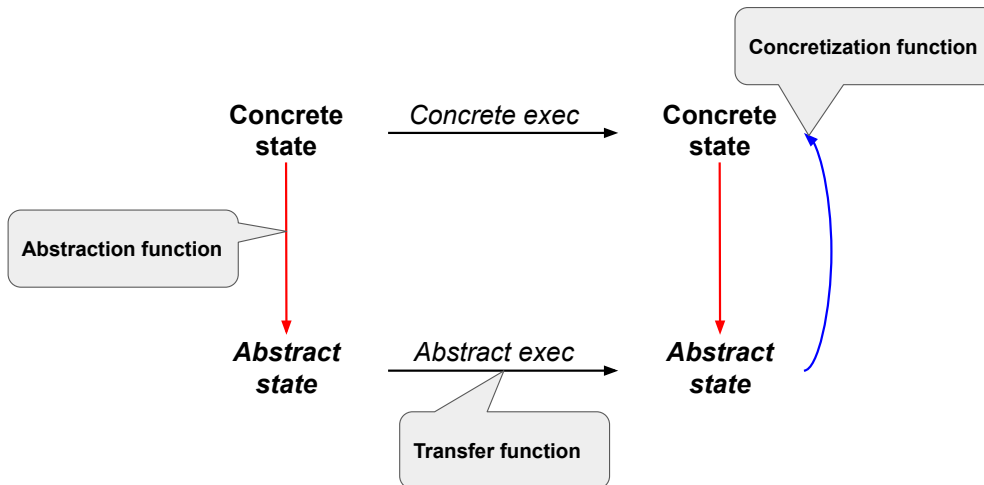 Concretization function
Concrete
state
Concrete exec
Concrete
state
Abstraction function
Abstract
state
Abstract exec
Abstract
state
Transfer function